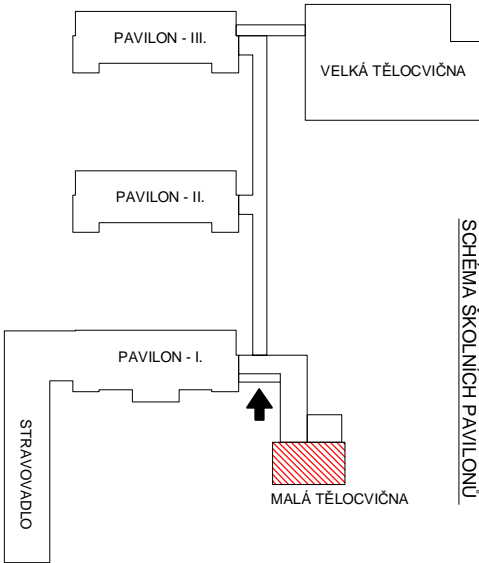 PAVILON - III.
VELKÁ TĚLOCVIČNA
PAVILON - II.
SCHÉMA ŠKOLNÍCH PAVILONŮ
PAVILON - I.
STRAVOVADLO
MALÁ TĚLOCVIČNA